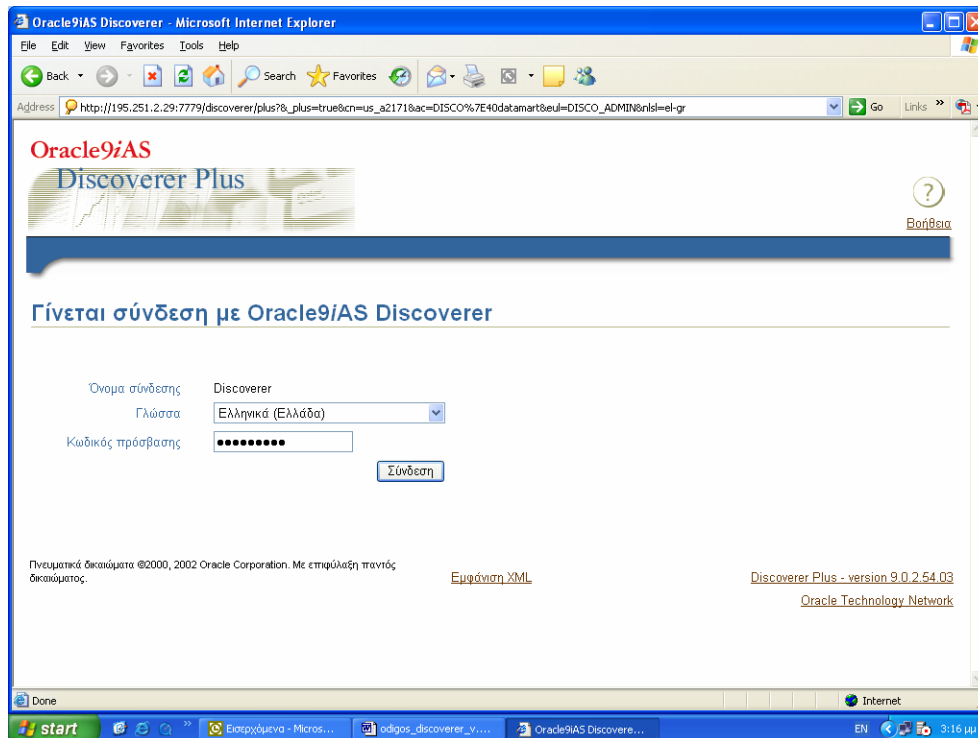 Oracle9iAS Discoverer - Microsoft Internet Explorer
File Edit View Favorites Tools Help
Back Search Favorites
Address http://195.251.2.29:7779/discoverer/plus?&_plus=true&cn=us_a2171&ac=DISCO%7E40datamart&eul=DISCO_ADMIN&nlsl=el-gr Go Links »
Oracle9iAS
Discoverer Plus
?
Βοήθεια
Γίνεται σύνδεση με Oracle9iAS Discoverer
Όνομα σύνδεσης Discoverer
Γλώσσα Ελληνικά (Ελλάδα)
Κωδικός πρόσβασης ●●●●●●●●●
Σύνδεση
Πνευματικά δικαιώματα ©2000, 2002 Oracle Corporation. Με επιφύλαξη παντός
δικαιώματος.
Εμφάνιση XML
Discoverer Plus - version 9.0.2.54.03
Oracle Technology Network
Done Internet
start » Εισερχόμενα - Micros... odigos_discoverer_v.... Oracle9iAS Discovere... EN 3:16 μμ